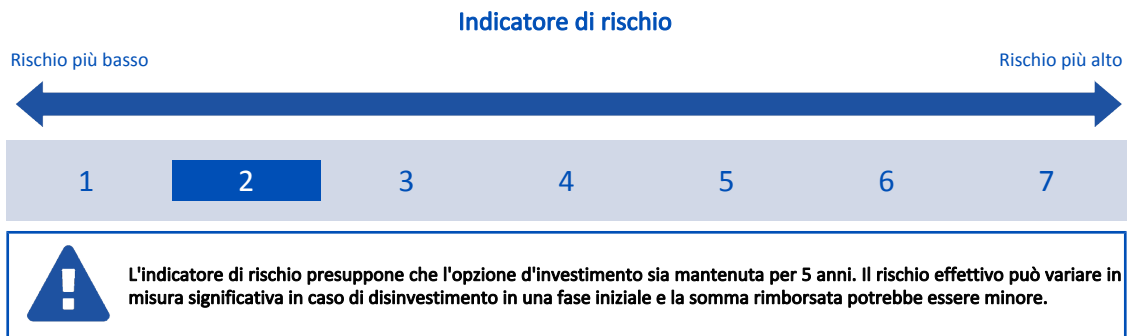 Indicatore di rischio
Rischio più basso Rischio più alto
1 2 3 4 5 6 7
L'indicatore di rischio presuppone che l'opzione d'investimento sia mantenuta per 5 anni. Il rischio effettivo può variare in
misura significativa in caso di disinvestimento in una fase iniziale e la somma rimborsata potrebbe essere minore.